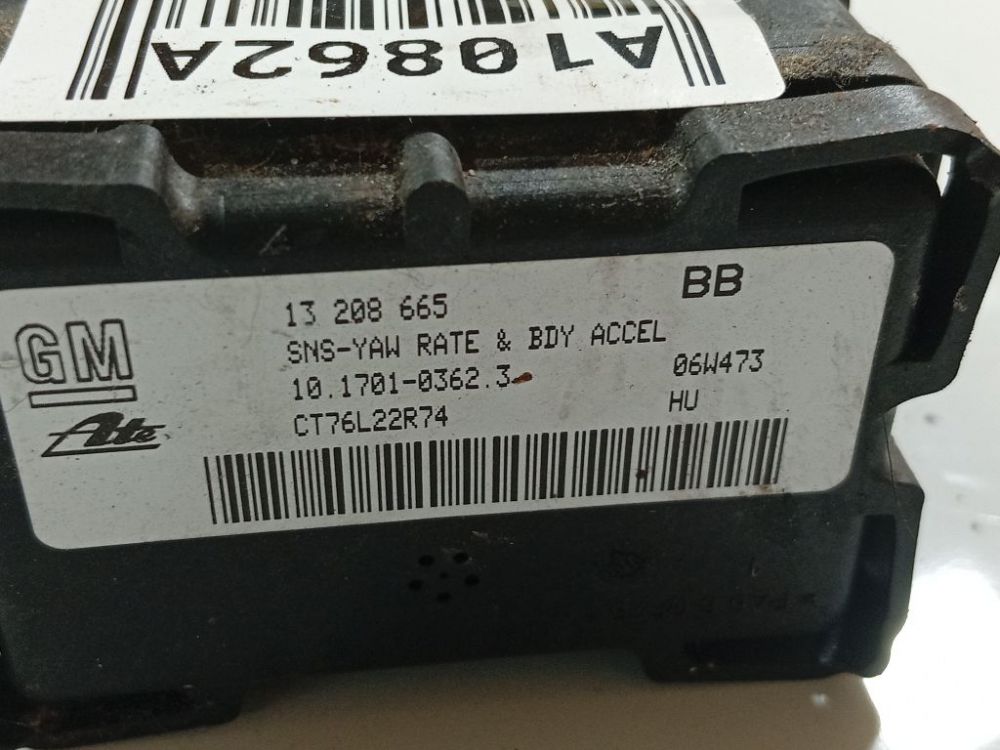 A10862A
BB
13 208 665
SNS-YAW RATE & BDY ACCEL
GM
10.1701-0362.3
06W473
Ate
CT76L22R74
HU